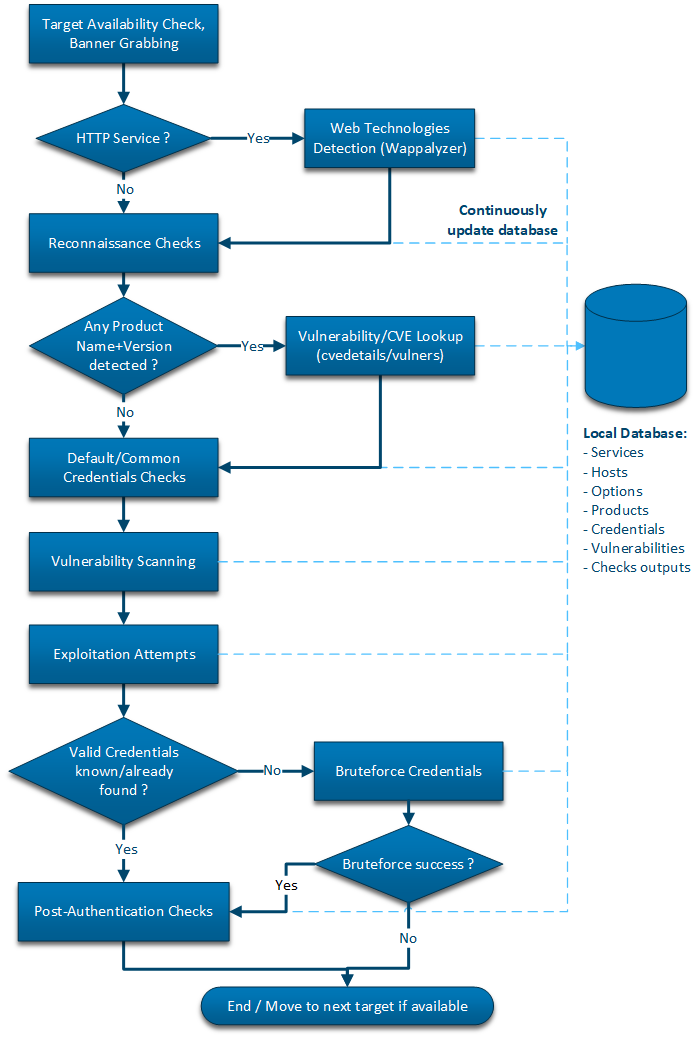 Target Availability Check,
Banner Grabbing
HTTP Service ?
Yes
Web Technologies
Detection (Wappalyzer)
No
Continuously
update database
Reconnaissance Checks
Any Product
Name+Version
detected ?
Yes
Vulnerability/CVE Lookup
(cvedetails/vulners)
No
Local Database:
- Services
- Hosts
- Options
- Products
- Credentials
- Vulnerabilities
- Checks outputs
Default/Common
Credentials Checks
Vulnerability Scanning
Exploitation Attempts
Valid Credentials
known/already
found ?
No
Bruteforce Credentials
Yes
Bruteforce success ?
Yes
Post-Authentication Checks
No
End / Move to next target if available